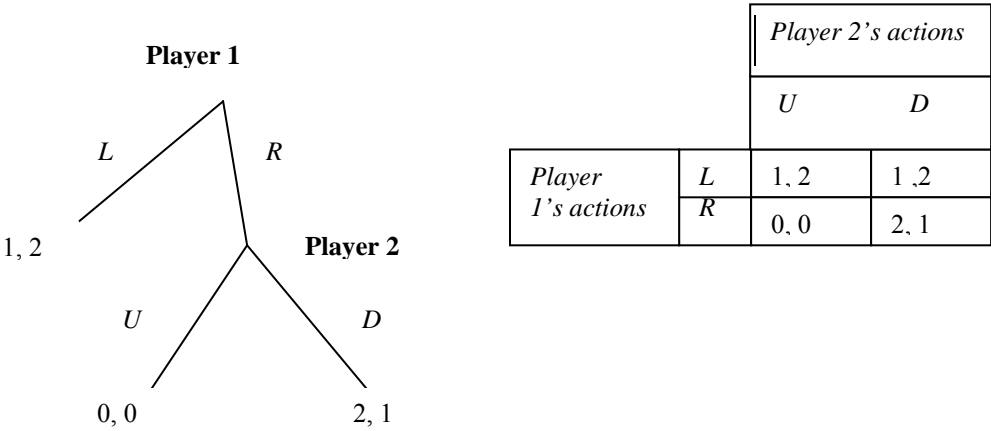 Player 1
L R
1, 2
Player 2
U D
0, 0 2, 1
Player 2's actions
U D
Player L 1, 2 1 ,2
1's actions R 0, 0 2, 1